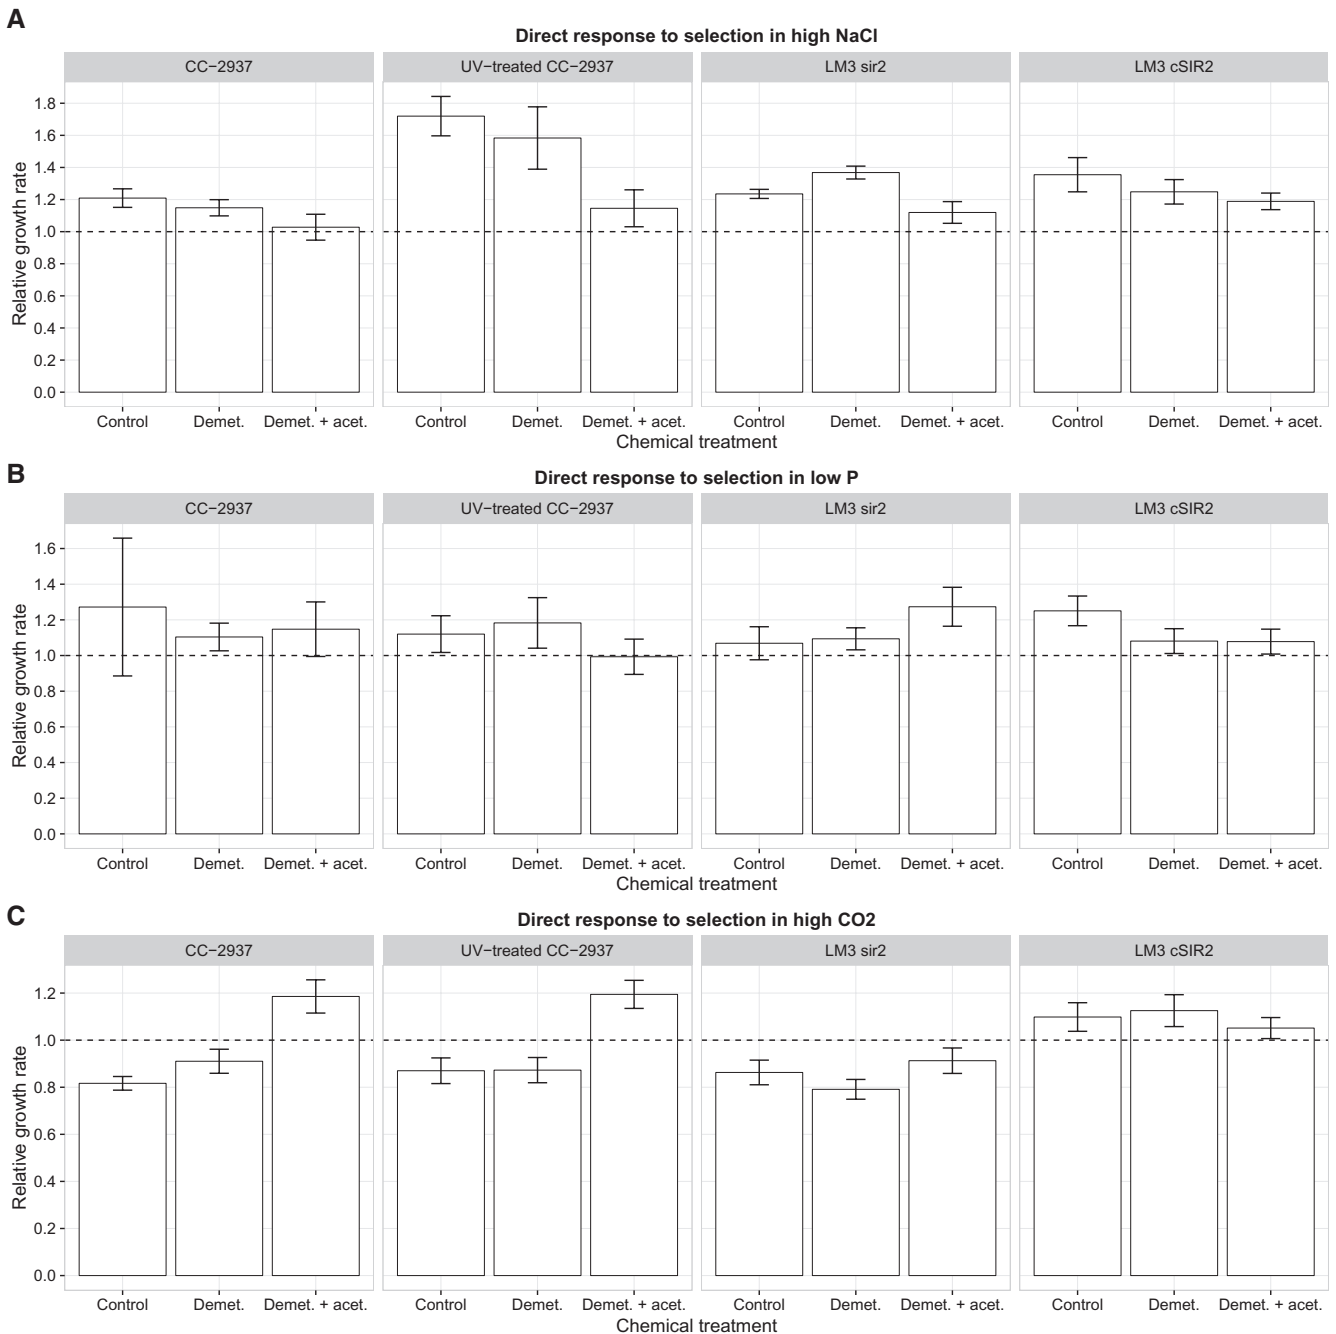 A
Direct response to selection in high NaCl
CC−2937 UV−treated CC−2937 LM3 sir2 LM3 cSIR2
Relative growth rate
1.8
1.6
1.4
1.2
1.0
0.8
0.6
0.4
0.2
0.0
Control Demet. Demet. + acet. Control Demet. Demet. + acet. Control Demet. Demet. + acet. Control Demet. Demet. + acet.
Chemical treatment
B
Direct response to selection in low P
CC−2937 UV−treated CC−2937 LM3 sir2 LM3 cSIR2
Relative growth rate
1.6
1.4
1.2
1.0
0.8
0.6
0.4
0.2
0.0
Control Demet. Demet. + acet. Control Demet. Demet. + acet. Control Demet. Demet. + acet. Control Demet. Demet. + acet.
Chemical treatment
C
Direct response to selection in high CO2
CC−2937 UV−treated CC−2937 LM3 sir2 LM3 cSIR2
Relative growth rate
1.2
1.0
0.8
0.6
0.4
0.2
0.0
Control Demet. Demet. + acet. Control Demet. Demet. + acet. Control Demet. Demet. + acet. Control Demet. Demet. + acet.
Chemical treatment